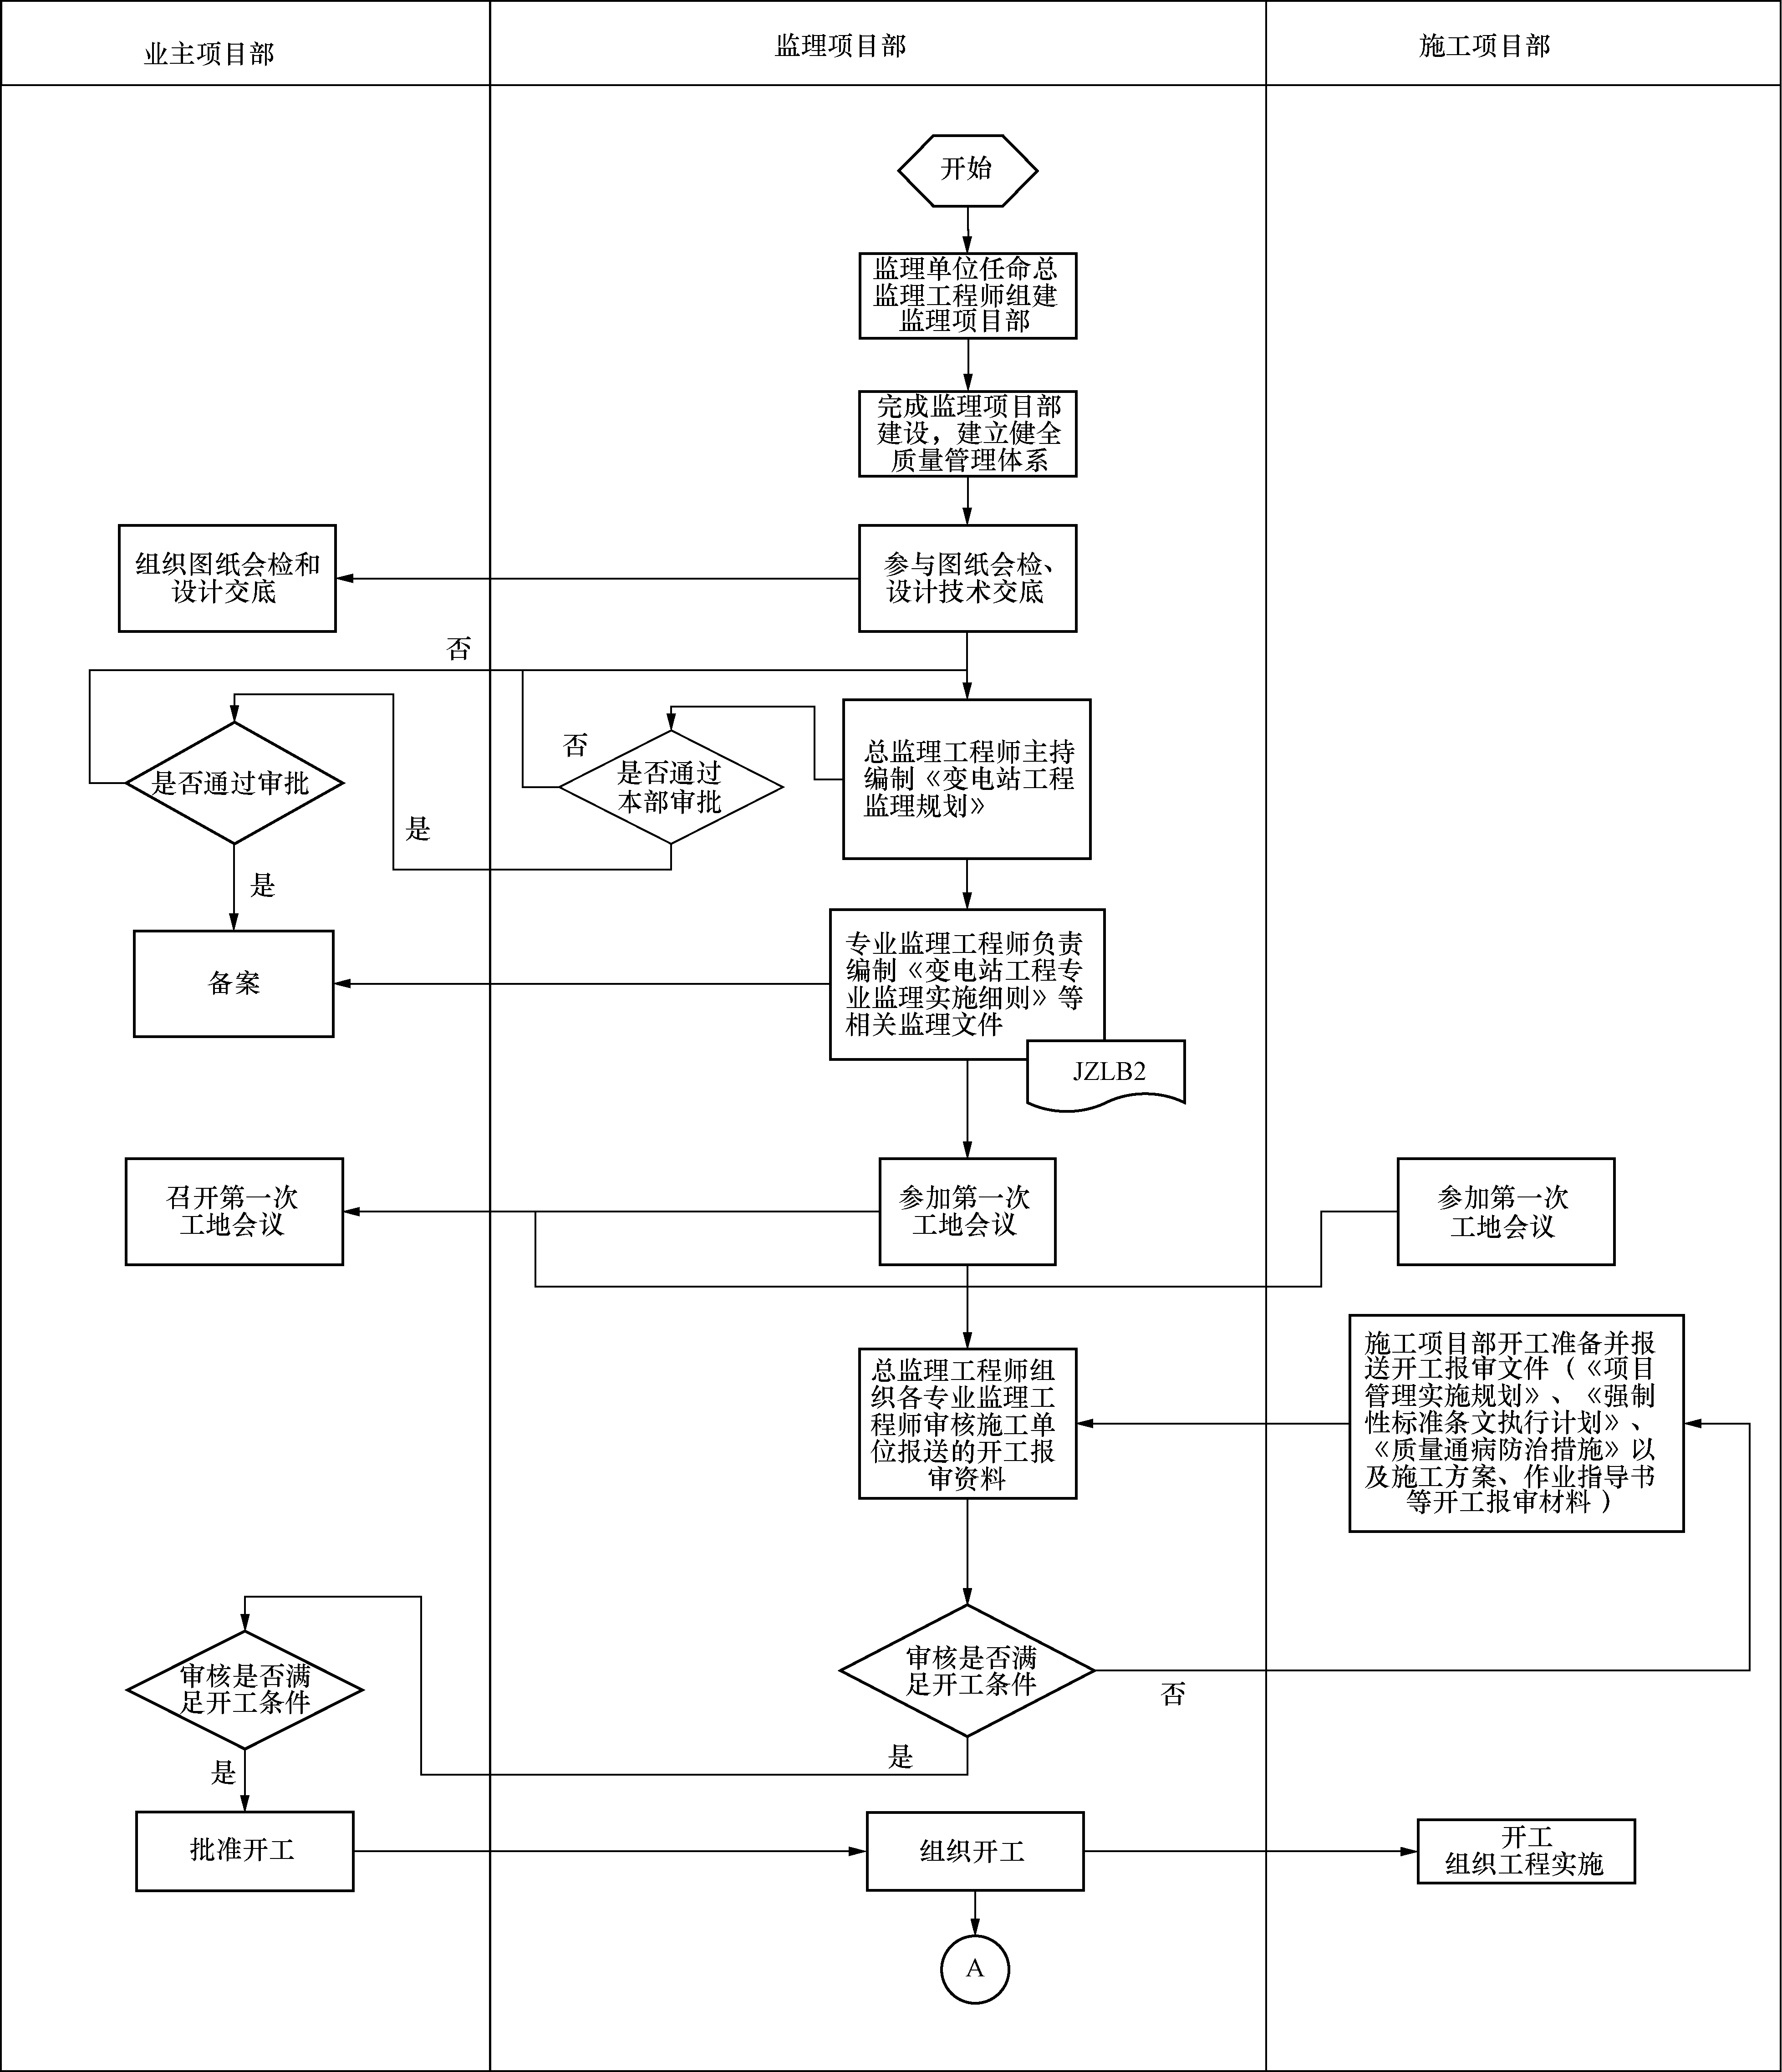 业主项目部
监理项目部
施工项目部
开始
监理单位任命总
监理工程师组建
监理项目部
完成监理项目部
建设，建立健全
质量管理体系
组织图纸会检和
设计交底
参与图纸会检、
设计技术交底
否
总监理工程师主持
编制《变电站工程
监理规划》
否
是否通过
本部审批
是否通过审批
是
是
专业监理工程师负责
编制《变电站工程专
业监理实施细则》等
相关监理文件
备案
JZLB2
召开第一次
工地会议
参加第一次
工地会议
参加第一次
工地会议
总监理工程师组
织各专业监理工
程师审核施工单
位报送的开工报
审资料
施工项目部开工准备并报
送开工报审文件（《项目
管理实施规划》、《强制
性标准条文执行计划》、
《质量通病防治措施》以
及施工方案、作业指导书
等开工报审材料）
审核是否满
足开工条件
审核是否满
足开工条件
否
是
是
批准开工
组织开工
开工
组织工程实施
A